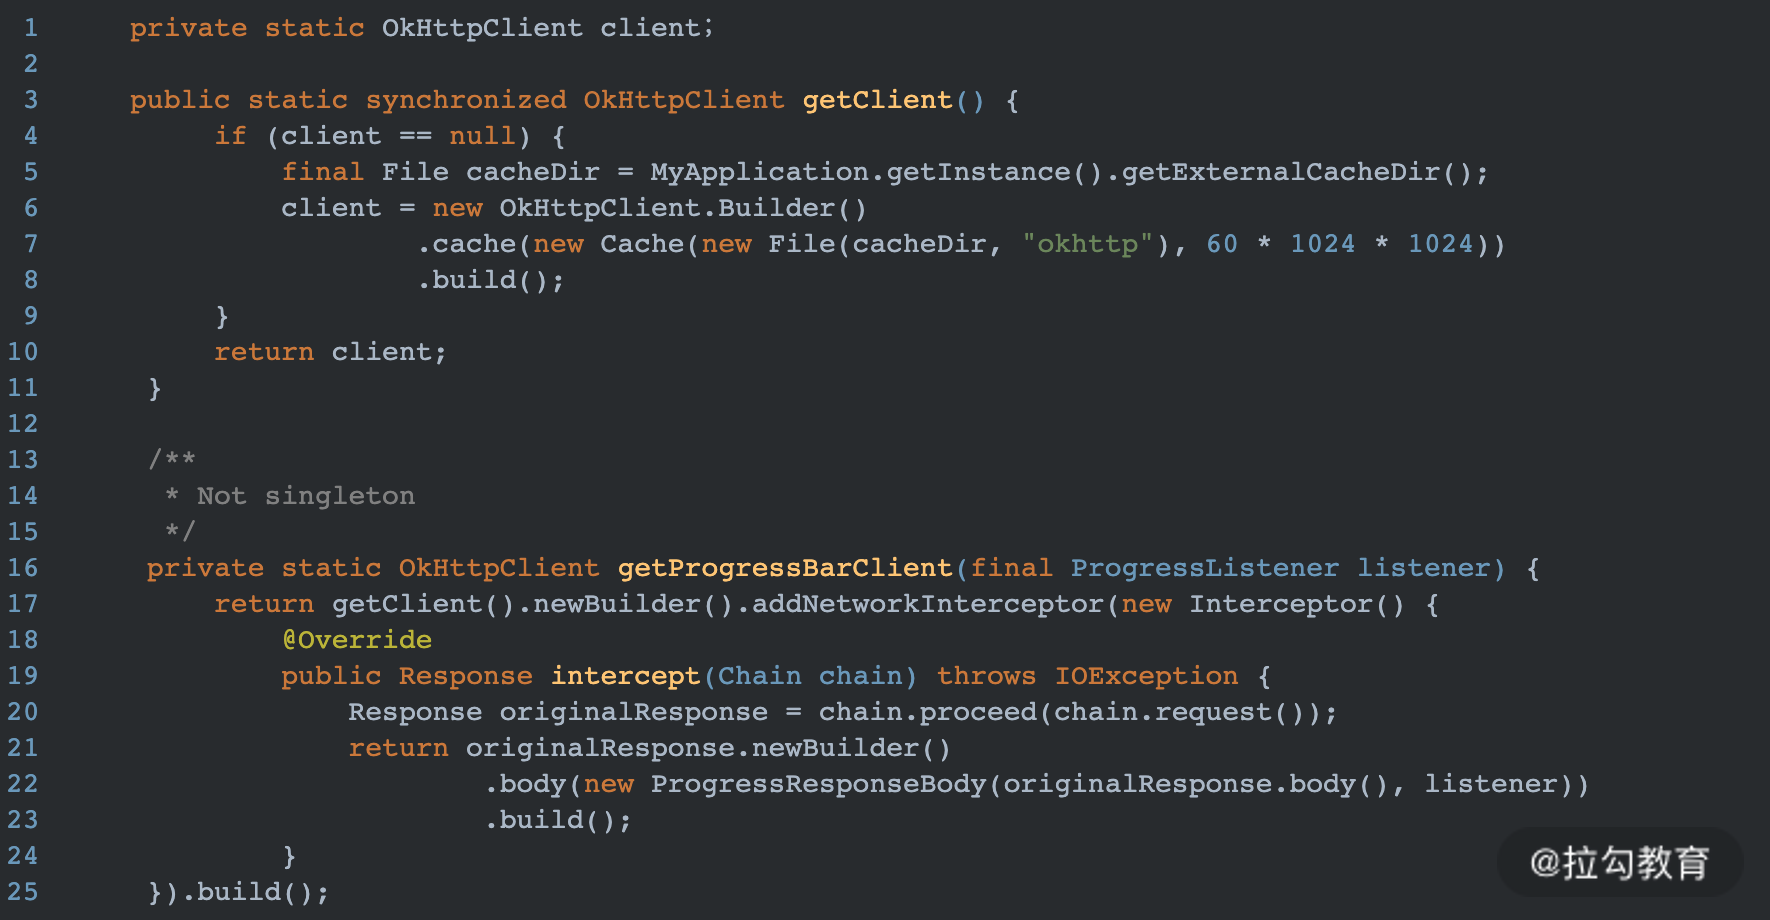 1 private static OkHttpClient client;
2
3 public static synchronized OkHttpClient getClient() {
4 if (client == null) {
5 final File cacheDir = MyApplication.getInstance().getExternalCacheDir();
6 client = new OkHttpClient.Builder()
7 .cache(new Cache(new File(cacheDir, "okhttp"), 60 * 1024 * 1024))
8 .build();
9 }
10 return client;
11 }
12
13 /**
14 * Not singleton
15 */
16 private static OkHttpClient getProgressBarClient(final ProgressListener listener) {
17 return getClient().newBuilder().addNetworkInterceptor(new Interceptor() {
18 @Override
19 public Response intercept(Chain chain) throws IOException {
20 Response originalResponse = chain.proceed(chain.request());
21 return originalResponse.newBuilder()
22 .body(new ProgressResponseBody(originalResponse.body(), listener))
23 .build();
24 }
25 }).build();
@拉勾教育